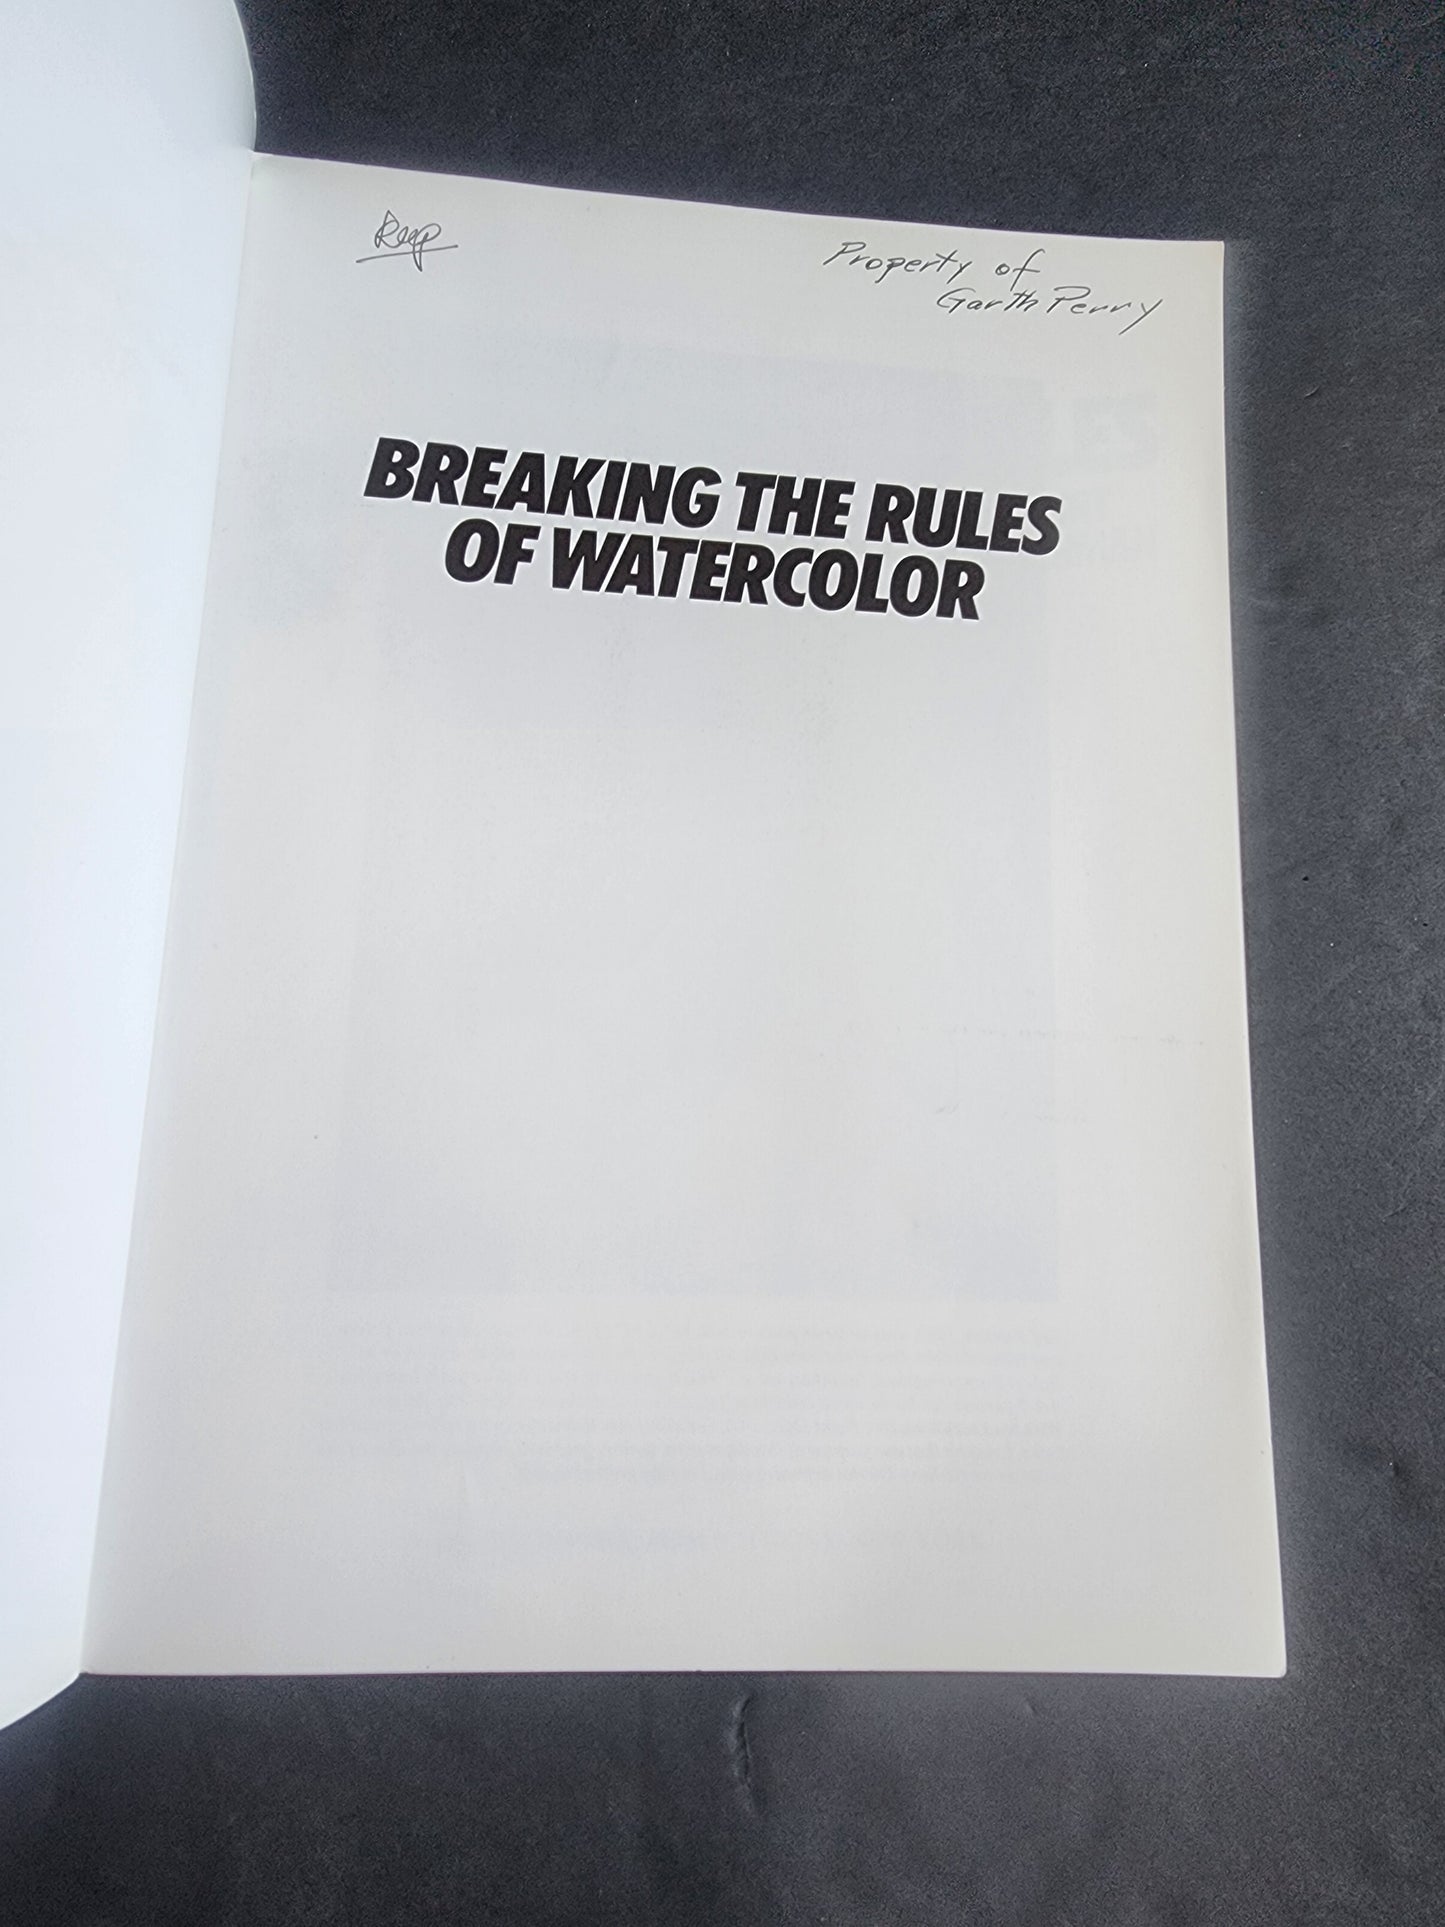 Property of
Garth Perry
BREAKING THE RULES
OF WATERCOLOR